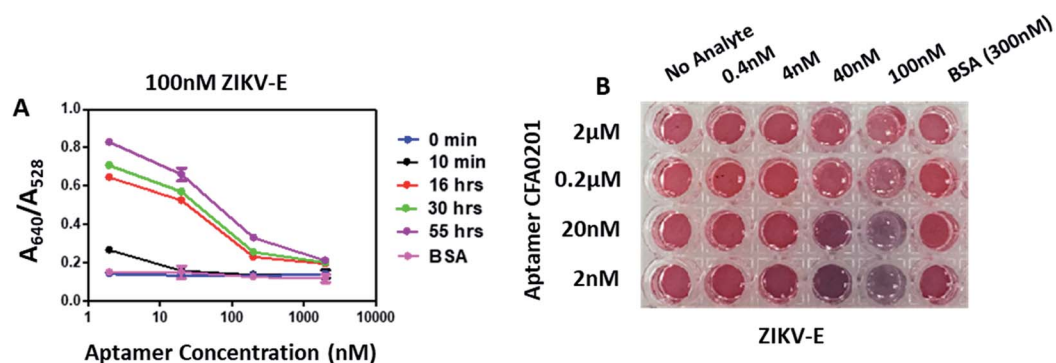 100nM ZIKV-E
A
A640/A528
1.0
0.8
0.6
0.4
0.2
0.0
1
10
100
1000
10000
Aptamer Concentration (nM)
0 min
10 min
16 hrs
30 hrs
55 hrs
BSA
B
No Analyte
0.4nM
4nM
40nM
100nM
BSA (300nM)
Aptamer CFA0201
2μM
0.2μM
20nM
2nM
ZIKV-E